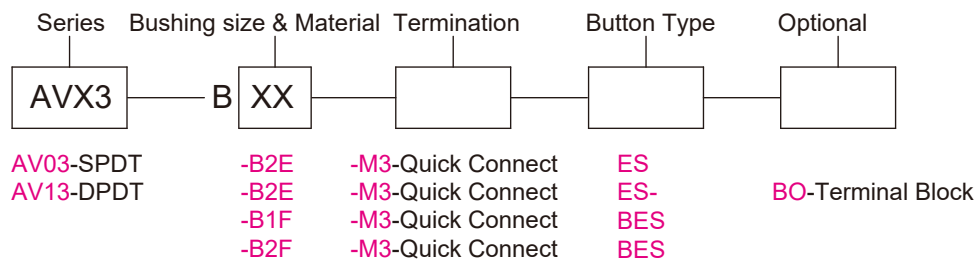 Series Bushing size & Material Termination Button Type Optional
AVX3 B XX
AV03-SPDT -B2E -M3-Quick Connect ES
AV13-DPDT -B2E -M3-Quick Connect ES- BO-Terminal Block
-B1F -M3-Quick Connect BES
-B2F -M3-Quick Connect BES